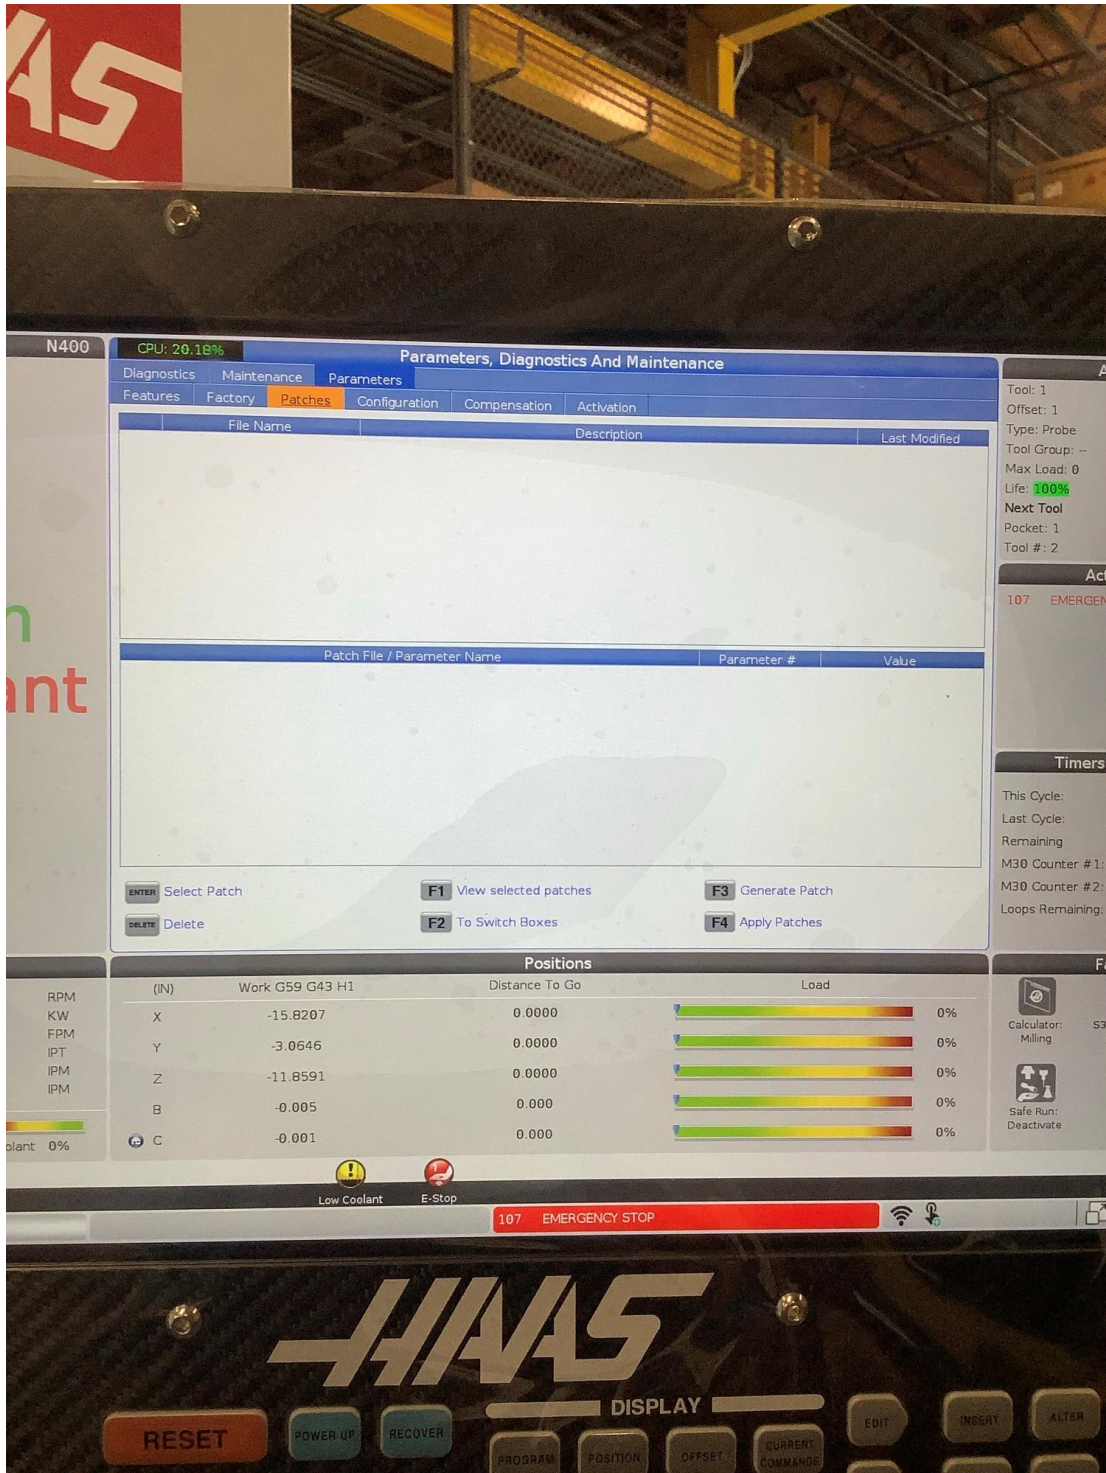 AS
N400
CPU: 20.18%
Parameters, Diagnostics And Maintenance
Diagnostics Maintenance Parameters
Features Factory Patches Configuration Compensation Activation
File Name Description Last Modified
Patch File / Parameter Name Parameter # Value
ENTER Select Patch F1 View selected patches F3 Generate Patch
DELETE Delete F2 To Switch Boxes F4 Apply Patches
n
ant
A
Tool: 1
Offset: 1
Type: Probe
Tool Group: --
Max Load: 0
Life: 100%
Next Tool
Pocket: 1
Tool #: 2
Act
107 EMERGEN
Timers
This Cycle:
Last Cycle:
Remaining
M30 Counter #1:
M30 Counter #2:
Loops Remaining:
RPM
KW
FPM
IPT
IPM
IPM
olant 0%
Positions
(IN) Work G59 G43 H1 Distance To Go Load
X -15.8207 0.0000 0%
Y -3.0646 0.0000 0%
Z -11.8591 0.0000 0%
B -0.005 0.000 0%
C -0.001 0.000 0%
Calculator:
Milling
Safe Run:
Deactivate
Low Coolant E-Stop
107 EMERGENCY STOP
HAAS
DISPLAY
RESET POWER UP RECOVER
PROGRAM POSITION OFFSET CURRENT COMMANDS
EDIT INSERT ALTER